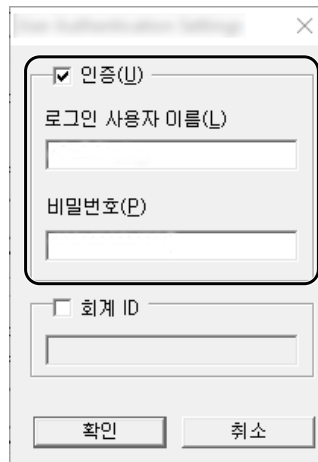 인증(U)
로그인 사용자 이름(L)
비밀번호(P)
회계 ID
확인
취소